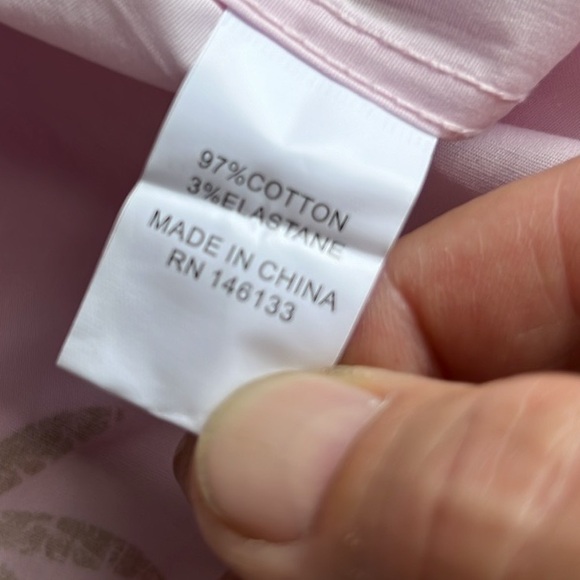 97%COTTON
3%ELASTANE
MADE IN CHINA
RN 146133